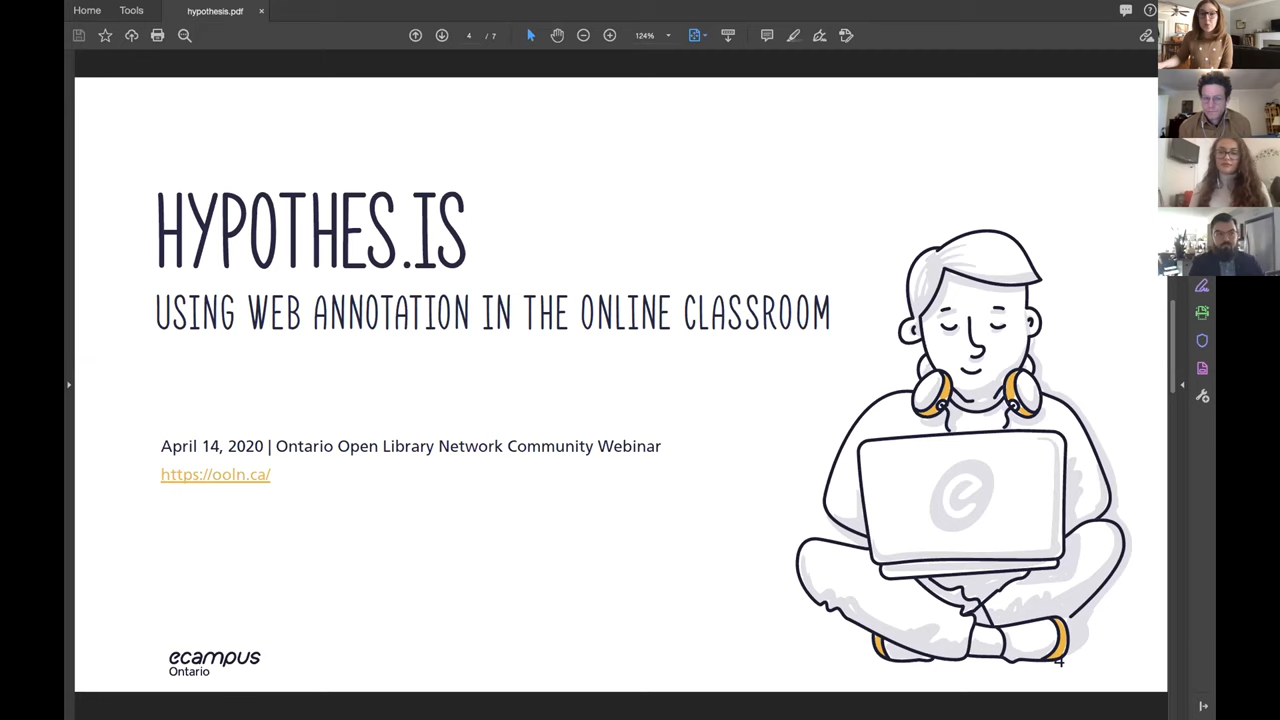 Home Tools hypothesis.pdf ×
4 / 7 124%
HYPOTHES.IS
USING WEB ANNOTATION IN THE ONLINE CLASSROOM
April 14, 2020 | Ontario Open Library Network Community Webinar
https://ooln.ca/
ecampus
Ontario
4